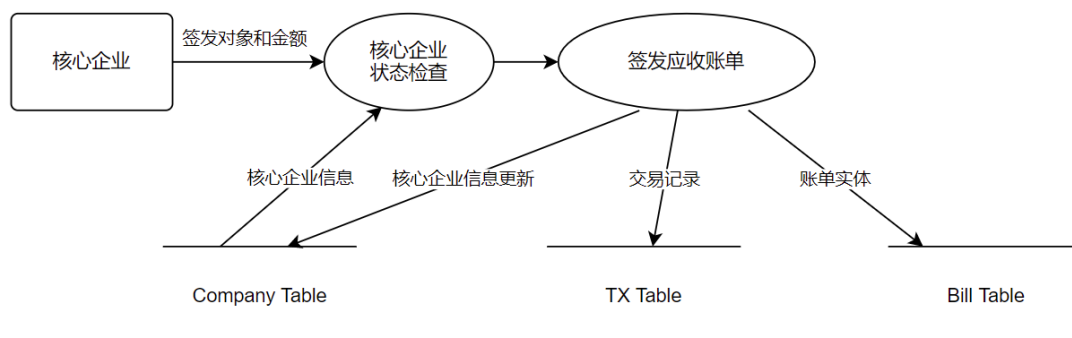 签发对象和金额
核心企业
核心企业
状态检查
签发应收账单
核心企业信息
核心企业信息更新
交易记录
账单实体
Company Table
TX Table
Bill Table